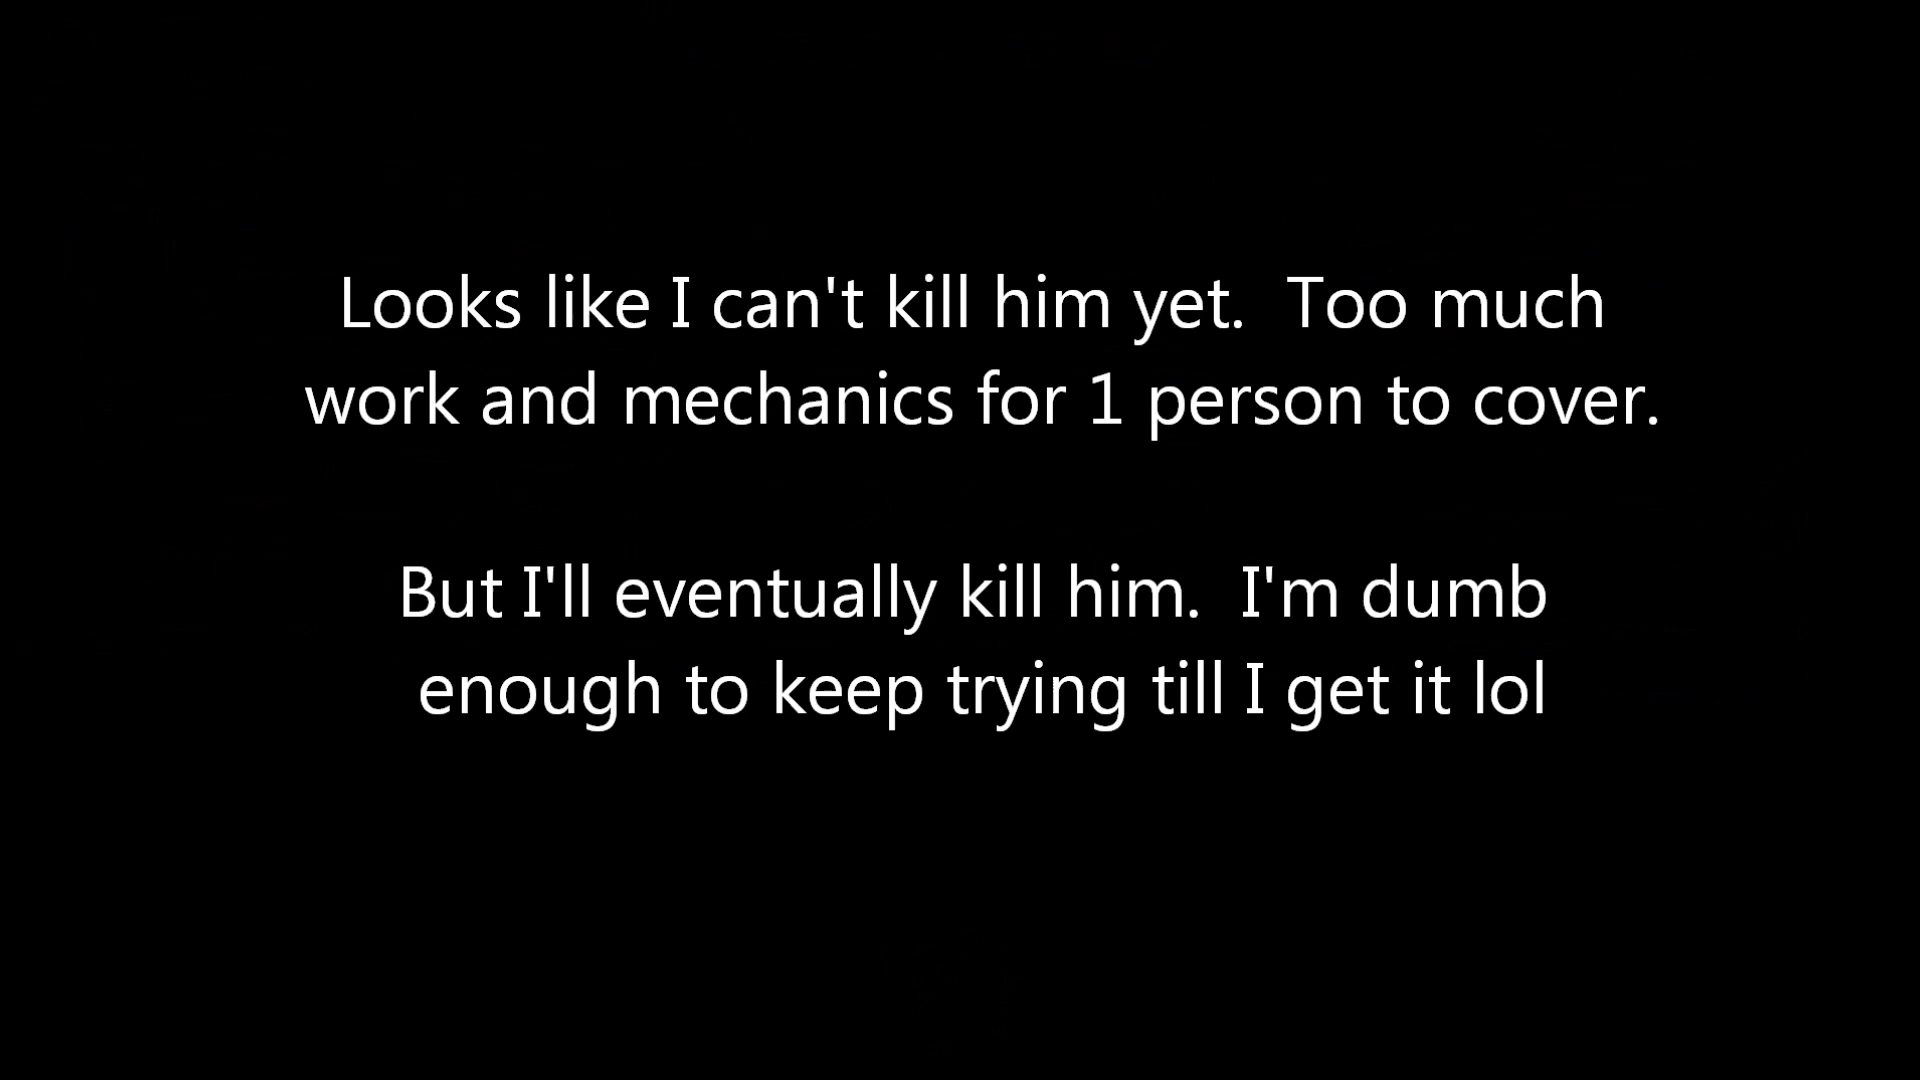 Looks like I can't kill him yet.  Too much
work and mechanics for 1 person to cover.
But I'll eventually kill him.  I'm dumb
enough to keep trying till I get it lol